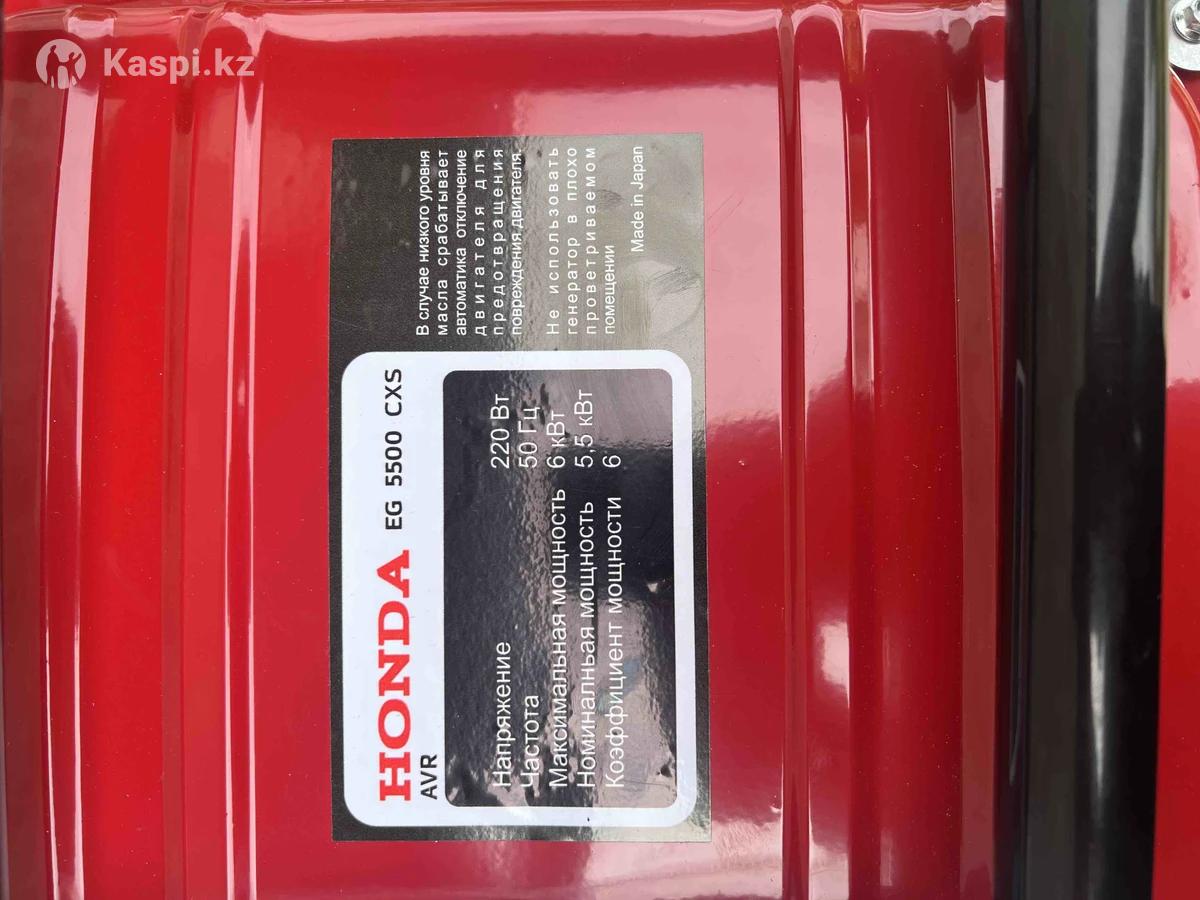 Kaspi.kz
HONDA EG 5500 CXS
AVR
Напряжение 220 Вт
Частота 50 Гц
Максимальная мощность 6 кВт
Номиналньая мощность 5,5 кВт
Коэффициент мощности 6
В случае низкого уровня
масла срабатывает
автоматика отключение
двигателя для
предотвращения
повреждения двигателя.
Не использовать
генератор в плохо
проветриваемом
помещении
Made in Japan